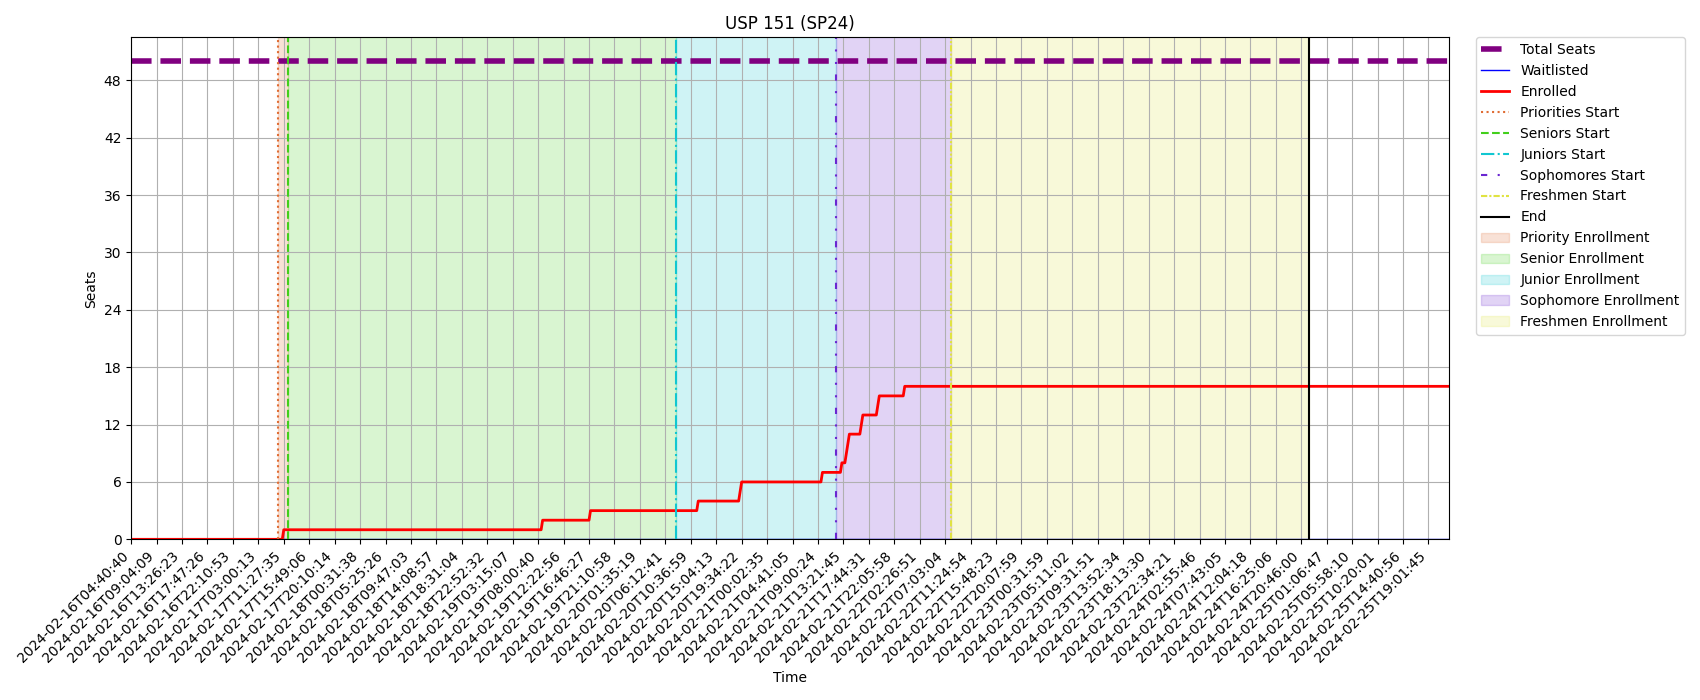 USP 151 (SP24)
Total Seats
Waitlisted
Enrolled
Priorities Start
Seniors Start
Juniors Start
Sophomores Start
Freshmen Start
End
Priority Enrollment
Senior Enrollment
Junior Enrollment
Sophomore Enrollment
Freshmen Enrollment
Seats
48
42
36
30
24
18
12
6
0
2024-02-16T04:40:40
2024-02-16T09:04:09
2024-02-16T13:26:23
2024-02-16T17:47:26
2024-02-16T22:10:53
2024-02-17T03:00:13
2024-02-17T11:27:35
2024-02-17T15:49:06
2024-02-17T20:10:14
2024-02-18T00:31:38
2024-02-18T05:25:26
2024-02-18T09:47:03
2024-02-18T14:08:57
2024-02-18T18:31:04
2024-02-18T22:52:32
2024-02-19T03:15:07
2024-02-19T08:00:40
2024-02-19T12:22:56
2024-02-19T16:46:27
2024-02-19T21:10:58
2024-02-20T01:35:19
2024-02-20T06:12:41
2024-02-20T10:36:59
2024-02-20T15:04:13
2024-02-20T19:34:22
2024-02-21T00:02:35
2024-02-21T04:41:05
2024-02-21T09:00:24
2024-02-21T13:21:45
2024-02-21T17:44:31
2024-02-21T22:05:58
2024-02-22T02:26:51
2024-02-22T07:03:04
2024-02-22T11:24:54
2024-02-22T15:48:23
2024-02-22T20:07:59
2024-02-23T00:31:59
2024-02-23T05:11:02
2024-02-23T09:31:51
2024-02-23T13:52:34
2024-02-23T18:13:30
2024-02-23T22:34:21
2024-02-24T02:55:46
2024-02-24T07:43:05
2024-02-24T12:04:18
2024-02-24T16:25:06
2024-02-24T20:46:00
2024-02-25T01:06:47
2024-02-25T05:58:10
2024-02-25T10:20:01
2024-02-25T14:40:56
2024-02-25T19:01:45
Time